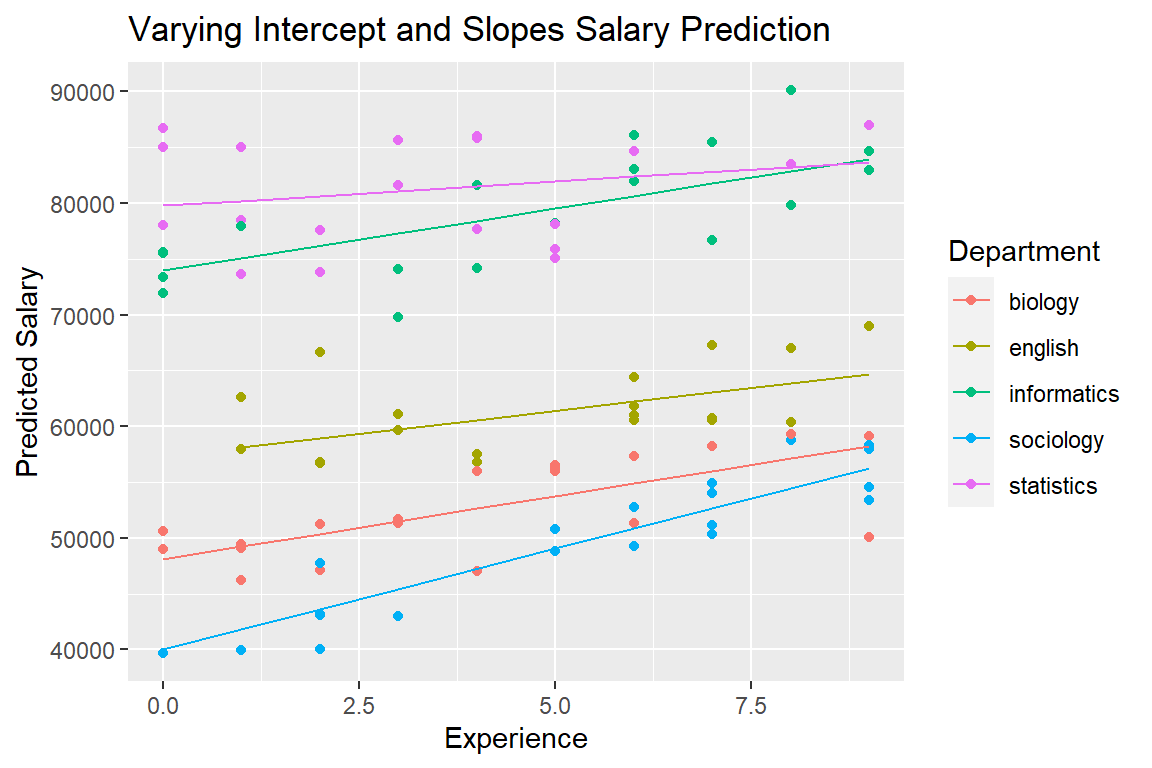 Varying Intercept and Slopes Salary Prediction
90000
80000
70000
60000
50000
40000
Predicted Salary
0.0
2.5
5.0
7.5
Experience
Department
biology
english
informatics
sociology
statistics